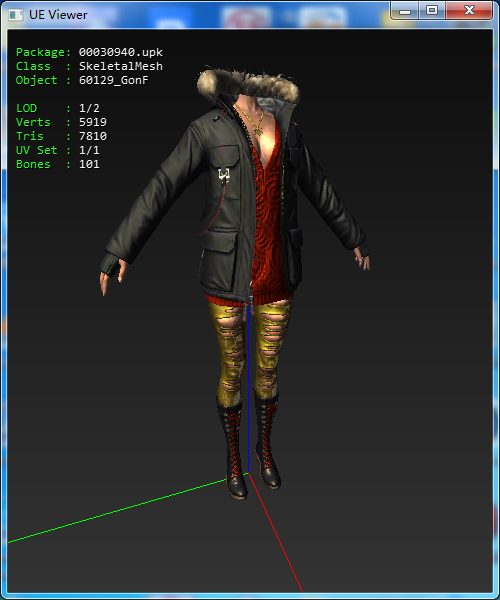 UE Viewer
Package: 00030940.upk
Class : SkeletalMesh
Object : 60129_GonF
LOD : 1/2
Verts : 5919
Tris : 7810
UV Set : 1/1
Bones : 101